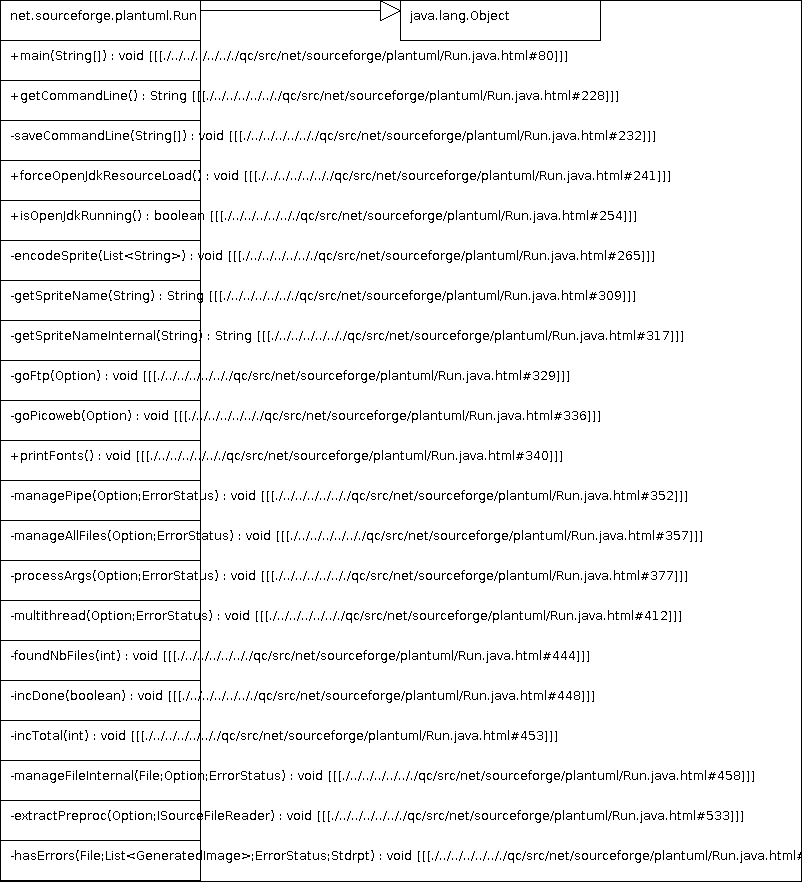 net.sourceforge.plantuml.Run
java.lang.Object
+main(String[]) : void [[[./../../../../../qc/src/net/sourceforge/plantuml/Run.java.html#80]]]
+getCommandLine() : String [[[./../../../../../../qc/src/net/sourceforge/plantuml/Run.java.html#228]]]
-saveCommandLine(String[]) : void [[[./../../../../../../qc/src/net/sourceforge/plantuml/Run.java.html#232]]]
+forceOpenJdkResourceLoad() : void [[[./../../../../../../qc/src/net/sourceforge/plantuml/Run.java.html#241]]]
+isOpenJdkRunning() : boolean [[[./../../../../../../qc/src/net/sourceforge/plantuml/Run.java.html#254]]]
-encodeSprite(List<String>) : void [[[./../../../../../../qc/src/net/sourceforge/plantuml/Run.java.html#265]]]
-getSpriteName(String) : String [[[./../../../../../../qc/src/net/sourceforge/plantuml/Run.java.html#309]]]
-getSpriteNameInternal(String) : String [[[./../../../../../../qc/src/net/sourceforge/plantuml/Run.java.html#317]]]
-goFtp(Option) : void [[[./../../../../../../qc/src/net/sourceforge/plantuml/Run.java.html#329]]]
-goPicoweb(Option) : void [[[./../../../../../../qc/src/net/sourceforge/plantuml/Run.java.html#336]]]
+printFonts() : void [[[./../../../../../../qc/src/net/sourceforge/plantuml/Run.java.html#340]]]
-managePipe(Option;ErrorStatus) : void [[[./../../../../../../qc/src/net/sourceforge/plantuml/Run.java.html#352]]]
-manageAllFiles(Option;ErrorStatus) : void [[[./../../../../../../qc/src/net/sourceforge/plantuml/Run.java.html#357]]]
-processArgs(Option;ErrorStatus) : void [[[./../../../../../../qc/src/net/sourceforge/plantuml/Run.java.html#377]]]
-multithread(Option;ErrorStatus) : void [[[./../../../../../../qc/src/net/sourceforge/plantuml/Run.java.html#412]]]
-foundNbFiles(int) : void [[[./../../../../../../qc/src/net/sourceforge/plantuml/Run.java.html#444]]]
-incDone(boolean) : void [[[./../../../../../../qc/src/net/sourceforge/plantuml/Run.java.html#448]]]
-incTotal(int) : void [[[./../../../../../../qc/src/net/sourceforge/plantuml/Run.java.html#453]]]
-manageFileInternal(File;Option;ErrorStatus) : void [[[./../../../../../../qc/src/net/sourceforge/plantuml/Run.java.html#458]]]
-extractPreproc(Option;ISourceFileReader) : void [[[./../../../../../../qc/src/net/sourceforge/plantuml/Run.java.html#533]]]
-hasErrors(File;List<GeneratedImage>;ErrorStatus;Stdrpt) : void [[[./../../../../../../qc/src/net/sourceforge/plantuml/Run.java.html#